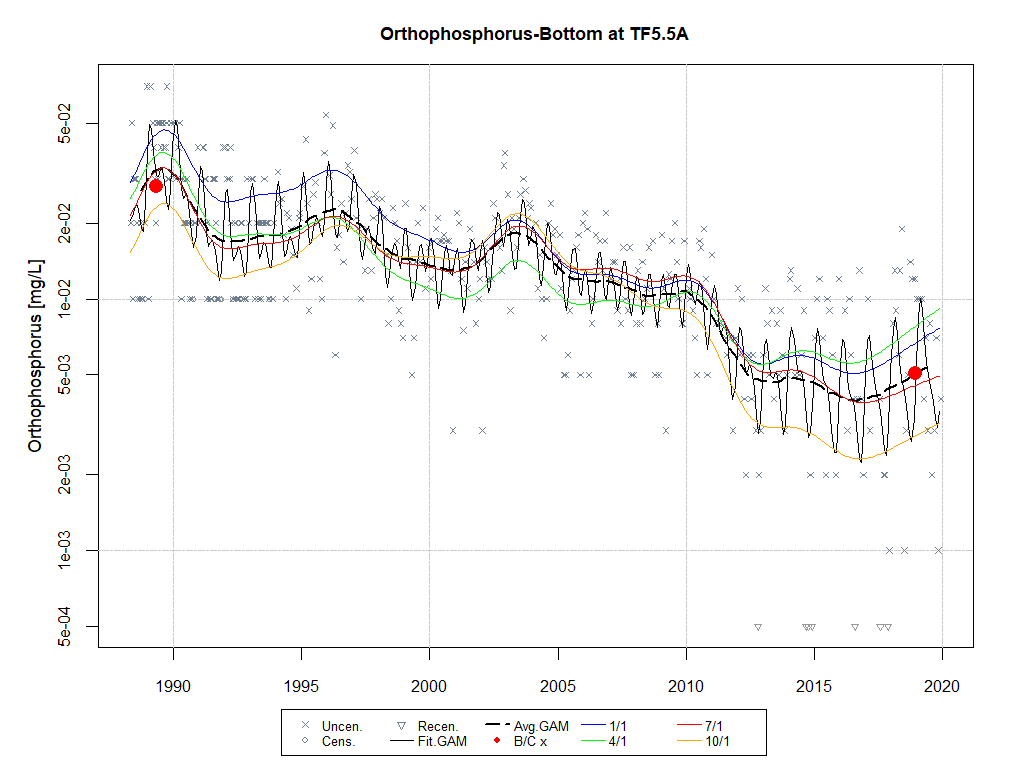 Orthophosphorus-Bottom at TF5.5A
Orthophosphorus [mg/L]
5e-02
2e-02
1e-02
5e-03
2e-03
1e-03
5e-04
1990 1995 2000 2005 2010 2015 2020
Uncen. Recen. Avg.GAM 1/1 7/1
Cens. Fit.GAM B/C x 4/1 10/1